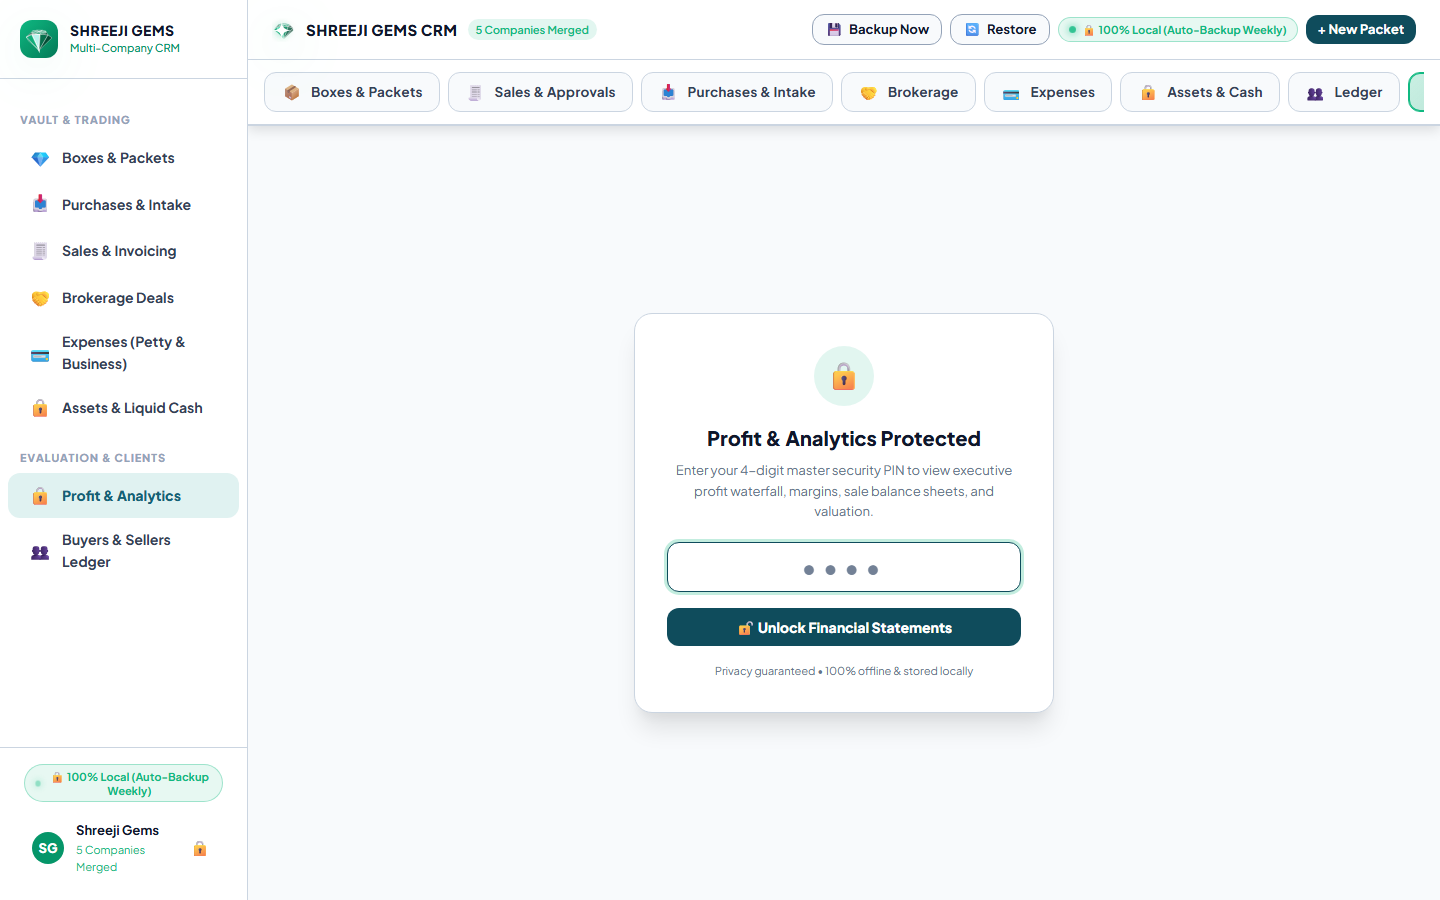 SHREEJI GEMS
Multi-Company CRM
VAULT & TRADING
Boxes & Packets
Purchases & Intake
Sales & Invoicing
Brokerage Deals
Expenses (Petty &
Business)
Assets & Liquid Cash
EVALUATION & CLIENTS
Profit & Analytics
Buyers & Sellers
Ledger
100% Local (Auto-Backup
Weekly)
SG
Shreeji Gems
5 Companies
Merged
SHREEJI GEMS CRM
5 Companies Merged
Backup Now
Restore
100% Local (Auto-Backup Weekly)
+ New Packet
Boxes & Packets
Sales & Approvals
Purchases & Intake
Brokerage
Expenses
Assets & Cash
Ledger
Profit & Analytics Protected
Enter your 4-digit master security PIN to view executive
profit waterfall, margins, sale balance sheets, and
valuation.
Unlock Financial Statements
Privacy guaranteed • 100% offline & stored locally